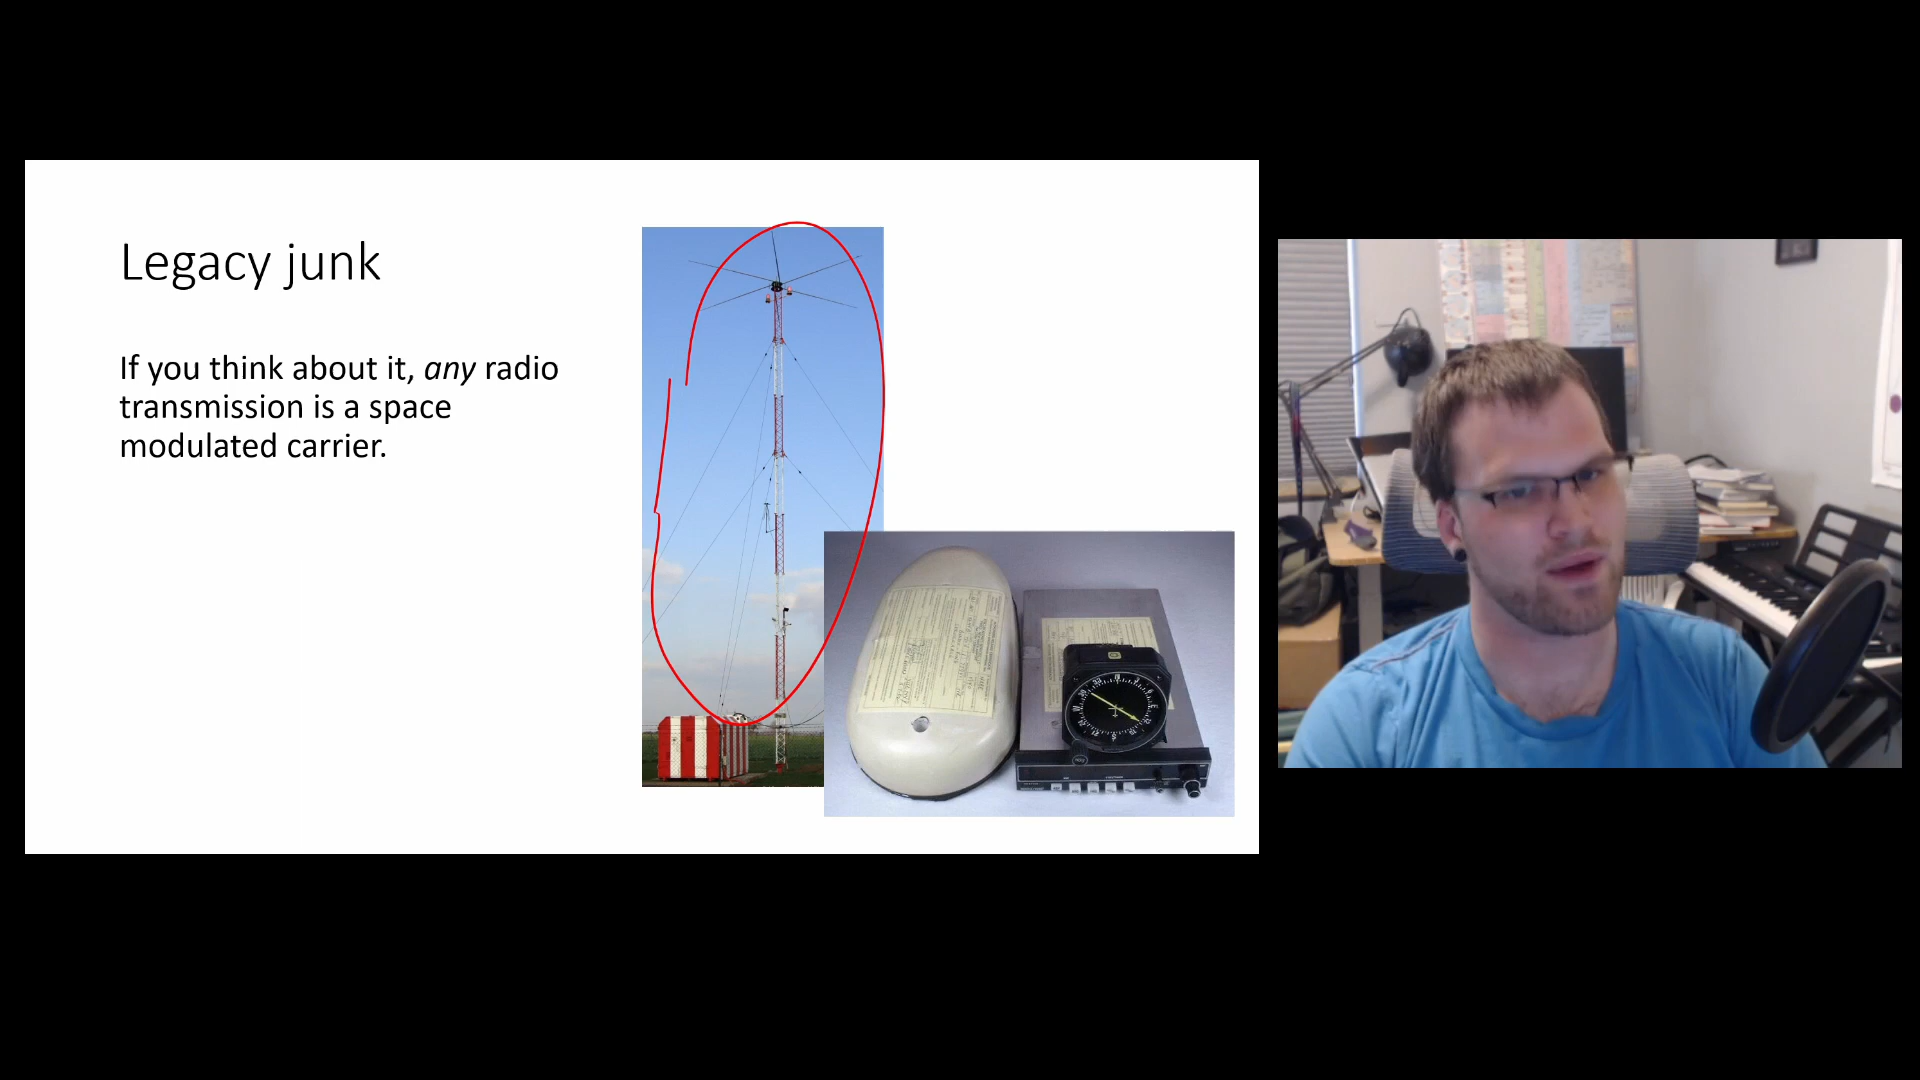 Legacy junk
If you think about it, any radio
transmission is a space
modulated carrier.